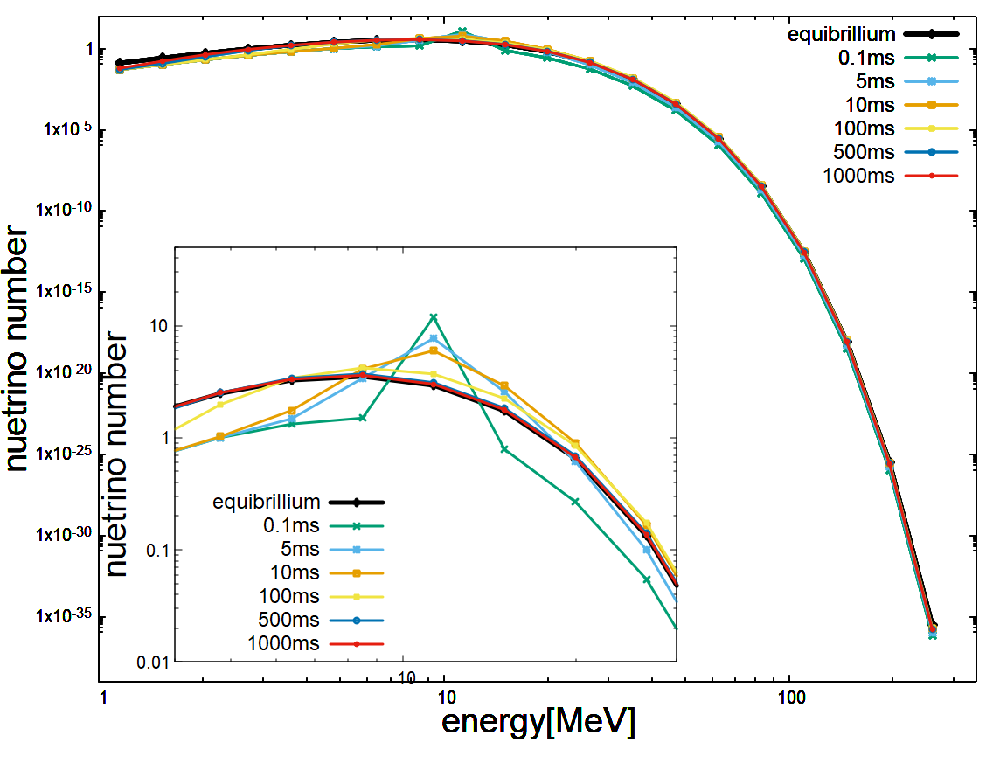 equibrillium
0.1ms
5ms
10ms
100ms
500ms
1000ms
1
1x10-5
1x10-10
1x10-15
1x10-20
1x10-25
1x10-30
1x10-35
nuetrino number
nuetrino number
10
1
0.1
0.01
equibrillium
0.1ms
5ms
10ms
100ms
500ms
1000ms
10
1
10
100
energy[MeV]